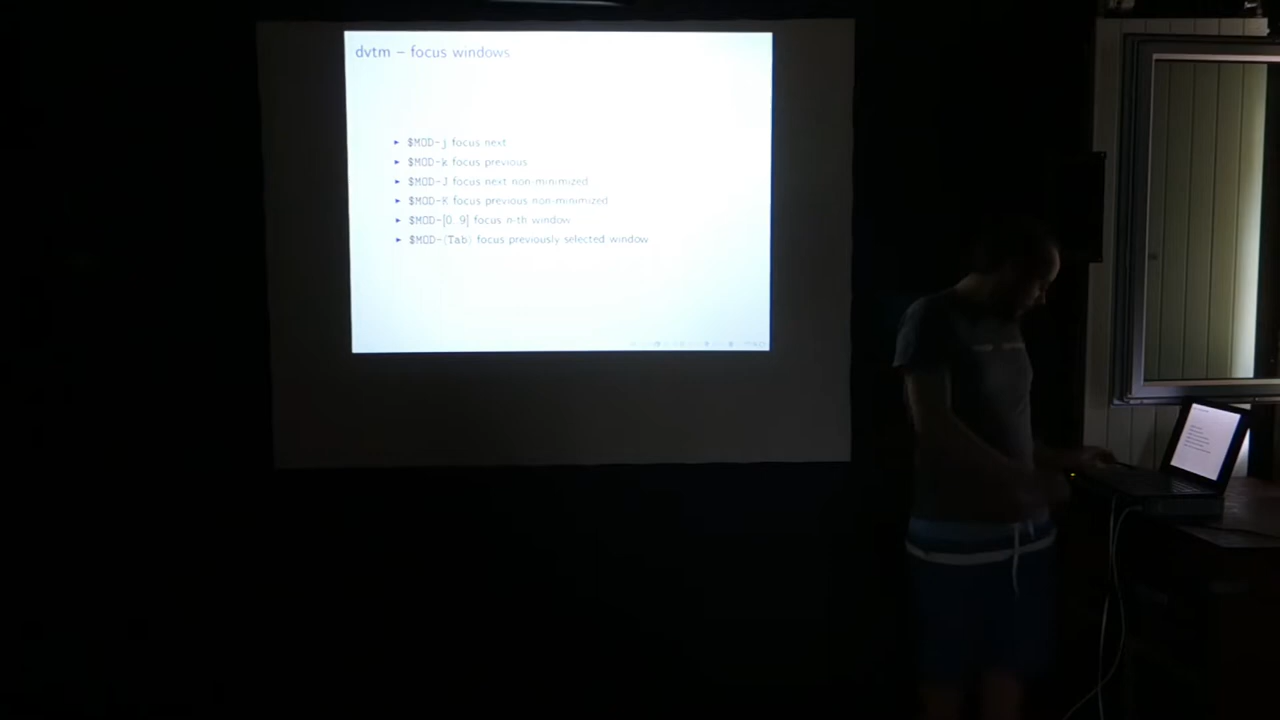 dvtm – focus windows
► $MOD-j focus next
► $MOD-k focus previous
► $MOD-J focus next non-minimized
► $MOD-K focus previous non-minimized
► $MOD-[0..9] focus n-th window
► $MOD-⟨Tab⟩ focus previously selected window